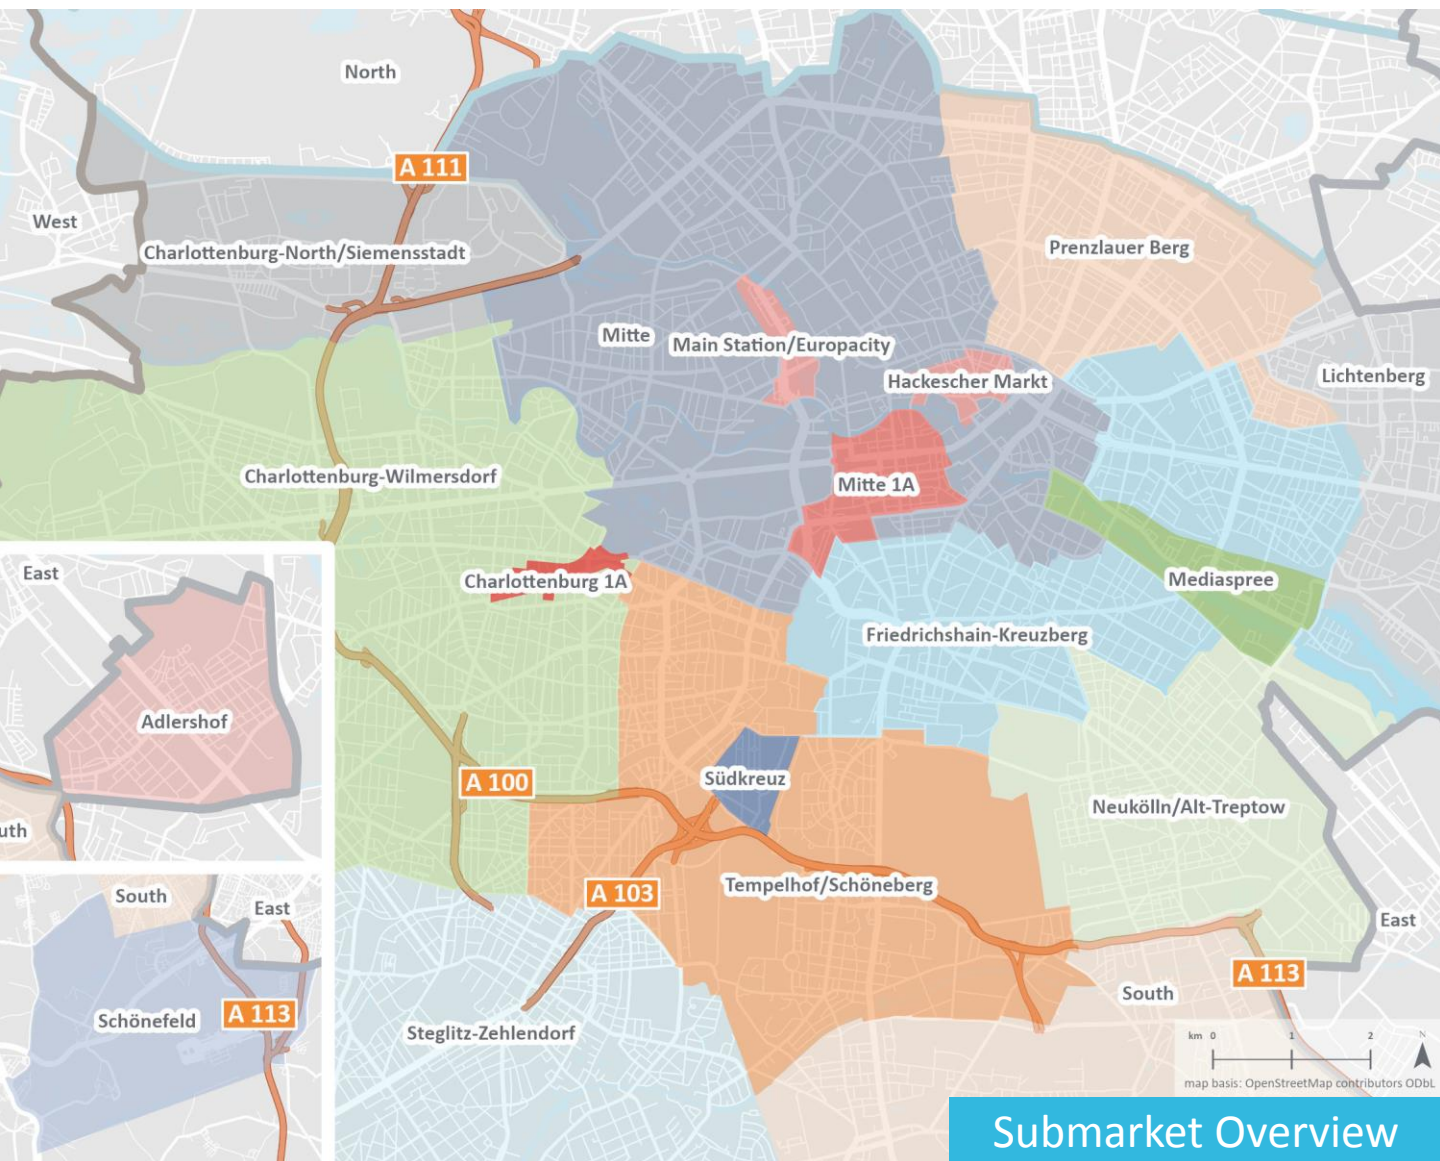 North
A 111
West
Charlottenburg-North/Siemensstadt
Prenzlauer Berg
Mitte
Main Station/Europacity
Hackescher Markt
Lichtenberg
Charlottenburg-Wilmersdorf
Mitte 1A
East
Charlottenburg 1A
Mediaspree
Friedrichshain-Kreuzberg
Adlershof
A 100
Südkreuz
Neukölln/Alt-Treptow
uth
Tempelhof/Schöneberg
A 103
South
East
East
A 113
South
Schönefeld
A 113
Steglitz-Zehlendorf
km 0 1 2
N
map basis: OpenStreetMap contributors ODbL
Submarket Overview